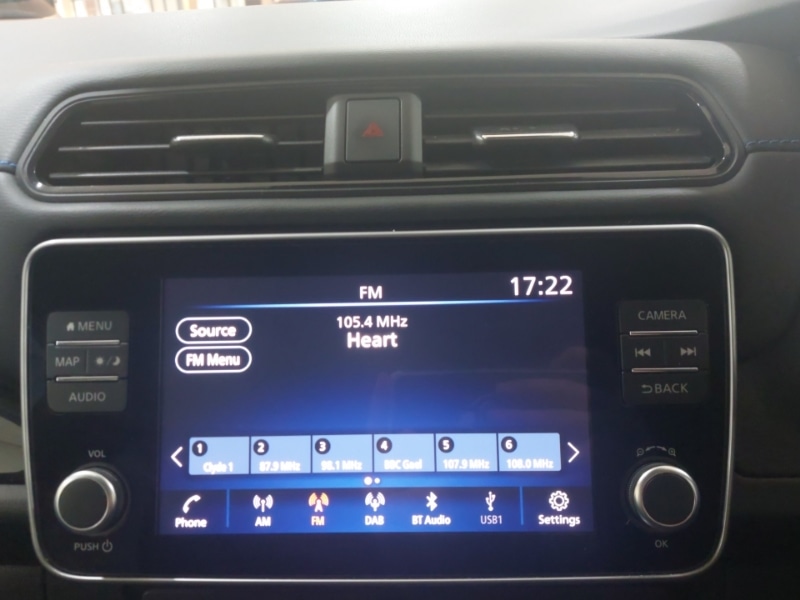 FM
17:22
105.4 MHz
Heart
Source
FM Menu
MENU
MAP
AUDIO
VOL
PUSH
CAMERA
BACK
OK
1 2 3 4 5 6
Clyde 1 87.9 MHz 98.1 MHz BBC Gael 107.9 MHz 108.0 MHz
Phone AM FM DAB BT Audio USB1 Settings